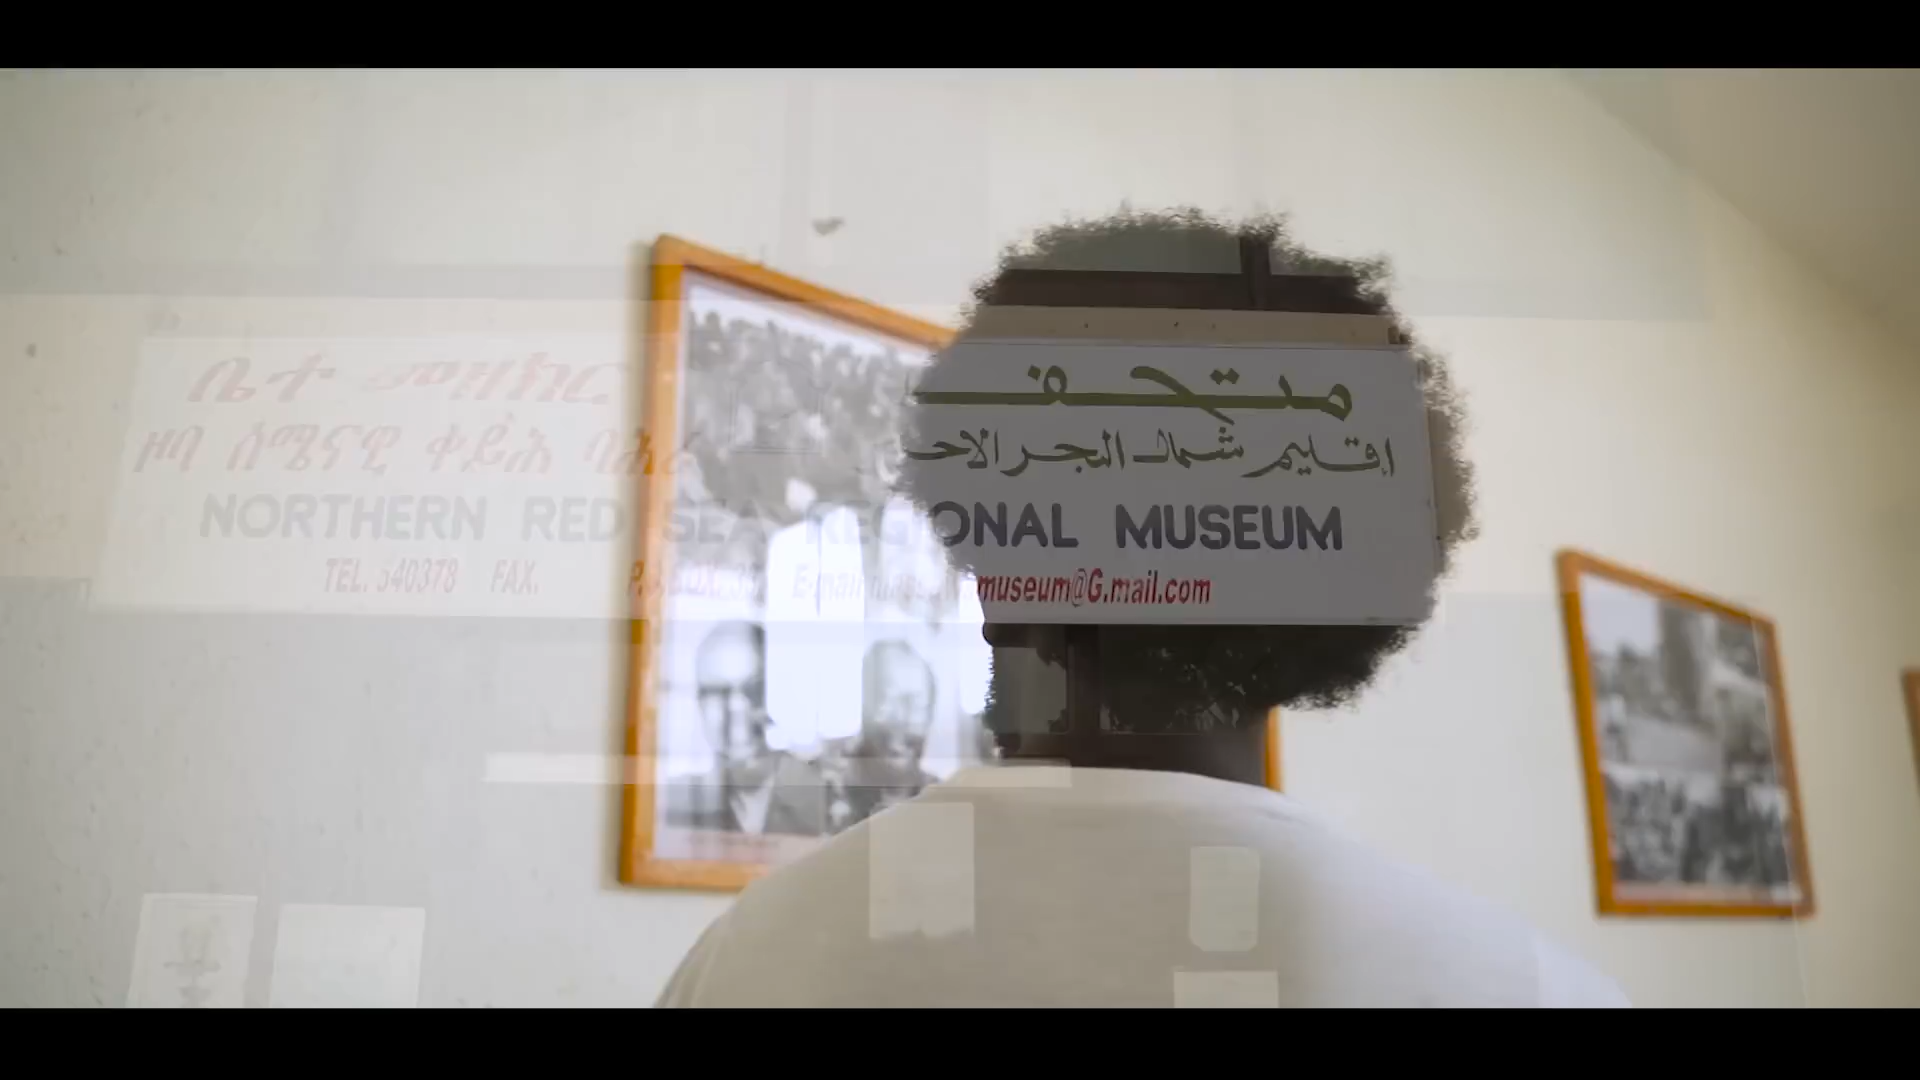 ቤተ መዘክር
متحف
ዞባ ሰሜናዊ ቀይሕ ባሕሪ
اقليم شمال البحر الاحمر
NORTHERN RED SEA REGIONAL MUSEUM
TEL. 540378 FAX. P.O.BOX. museum@G.mail.com